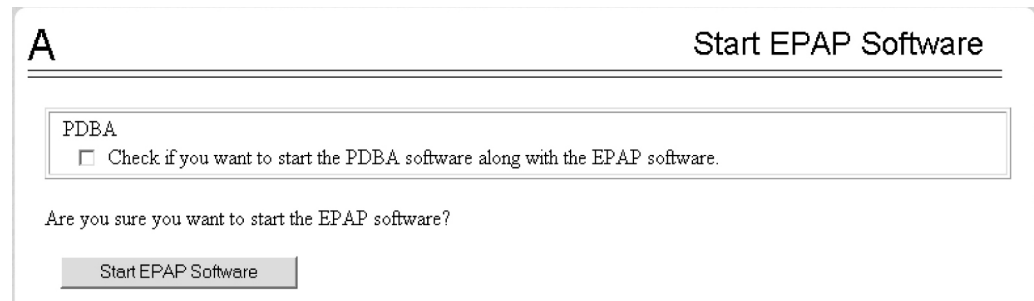 A
Start EPAP Software
PDBA
Check if you want to start the PDBA software along with the EPAP software.
Are you sure you want to start the EPAP software?
Start EPAP Software